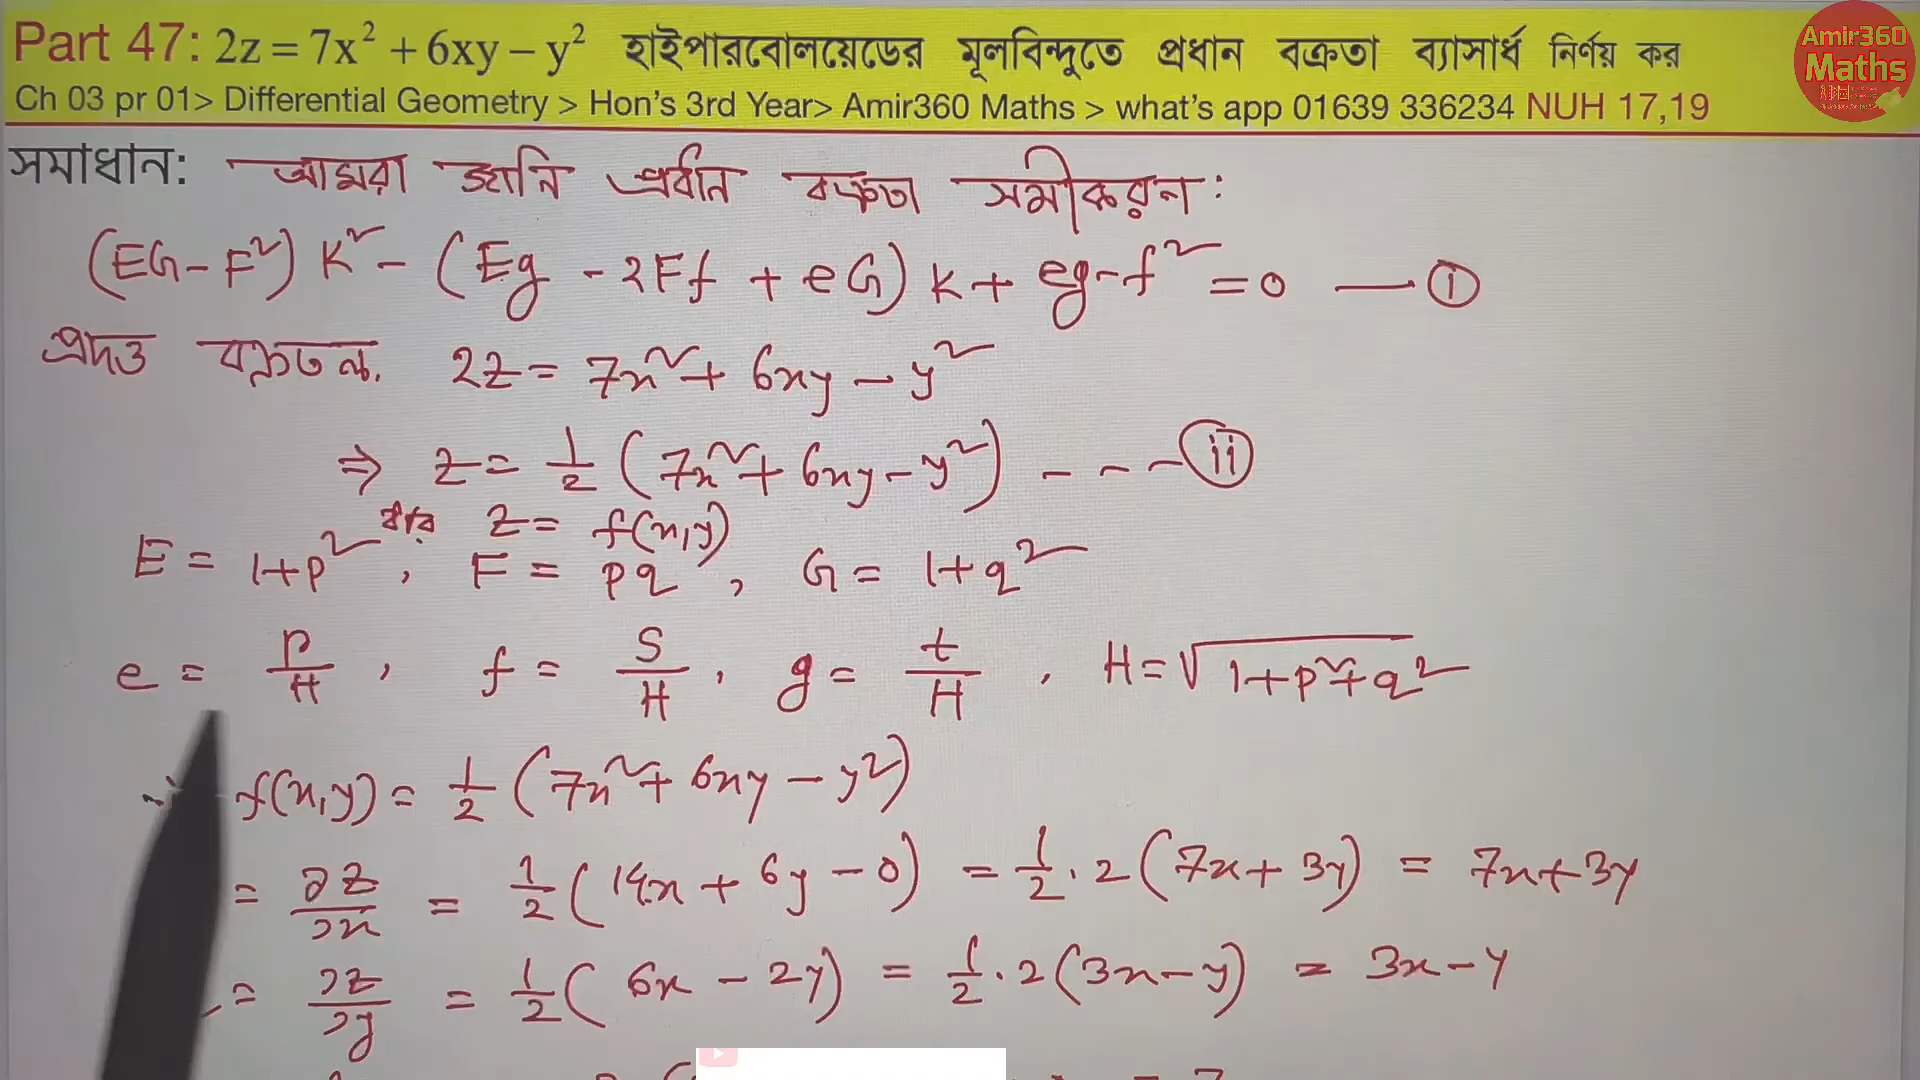 Part 47: 2z = 7x² + 6xy – y² হাইপারবোলয়েডের মূলবিন্দুতে প্রধান বক্রতা ব্যাসার্ধ নির্ণয় কর
Ch 03 pr 01> Differential Geometry > Hon's 3rd Year> Amir360 Maths > what's app 01639 336234 NUH 17,19
Amir360
Maths
সমাধান: আমরা জানি প্রধান বক্রতা সমীকরণ:
(EG - F²) K² - (Eg - 2Ff + eG) K + eg - f² = 0 — (i)
প্রদত্ত বক্রতল, 2z = 7x² + 6xy - y²
⇒ z = 1/2 (7x² + 6xy - y²) - - - (ii)
ধরি z = f(x,y)
E = 1+p², F = pq, G = 1+q²
e = r/H, f = s/H, g = t/H, H = √(1+p²+q²)
f(x,y) = 1/2 (7x² + 6xy - y²)
= ∂z/∂x = 1/2 (14x + 6y - 0) = 1/2 . 2 (7x + 3y) = 7x+3y
= ∂z/∂y = 1/2 (6x - 2y) = 1/2 . 2 (3x - y) = 3x - y